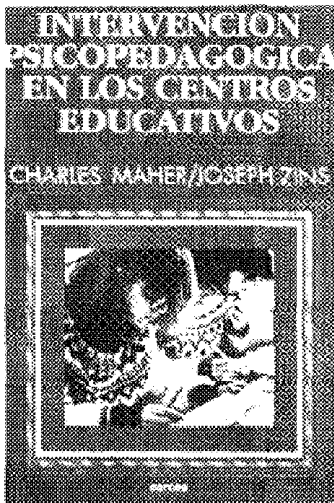 INTERVENCION
PSICOPEDAGOGICA
EN LOS CENTROS
EDUCATIVOS
CHARLES MAHER/JOSEPH ZINS